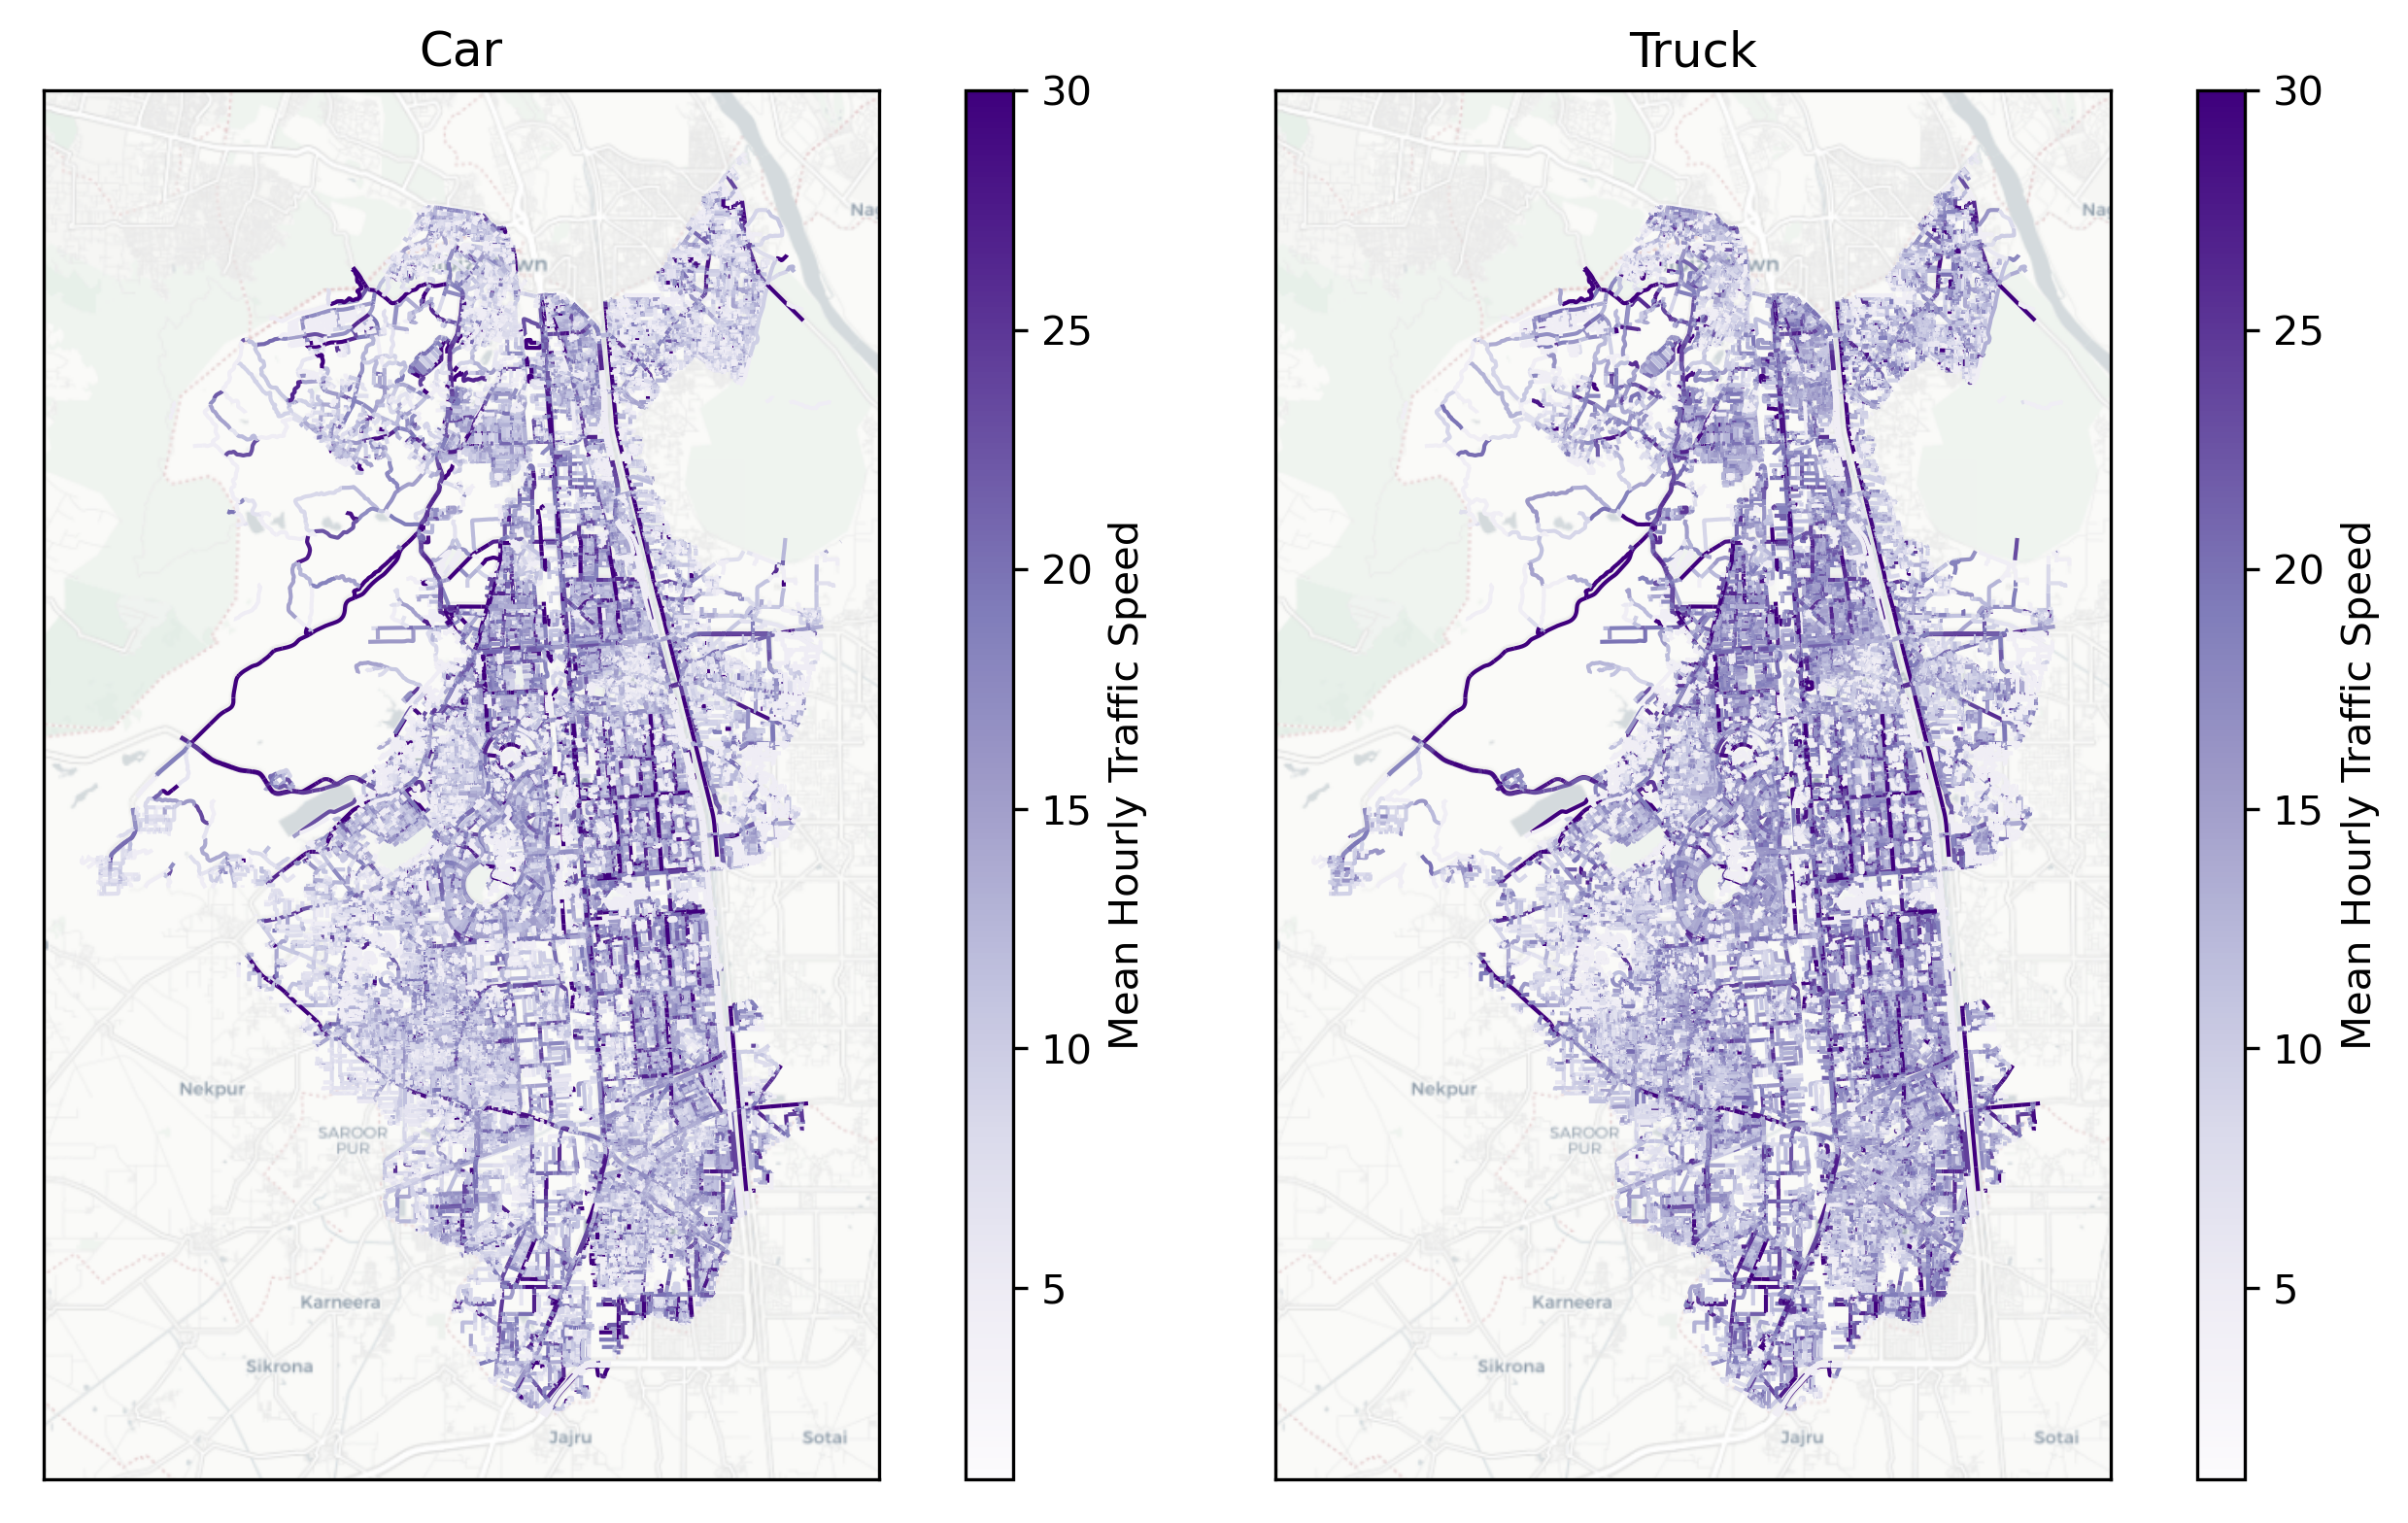 Car
Truck
Nag
wn
Nekpur
SAROOR
PUR
Karneera
Sikrona
Jajru
Sotai
30
25
20
15
10
5
Mean Hourly Traffic Speed
Nag
wn
Nekpur
SAROOR
PUR
Karneera
Sikrona
Jajru
Sotai
30
25
20
15
10
5
Mean Hourly Traffic Speed